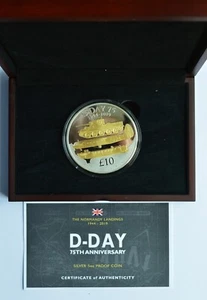 D-DAY 75
1944-2019
£10
THE NORMANDY LANDINGS
1944 - 2019
D-DAY
75TH ANNIVERSARY
SILVER 5oz PROOF COIN
CERTIFICATE of AUTHENTICITY